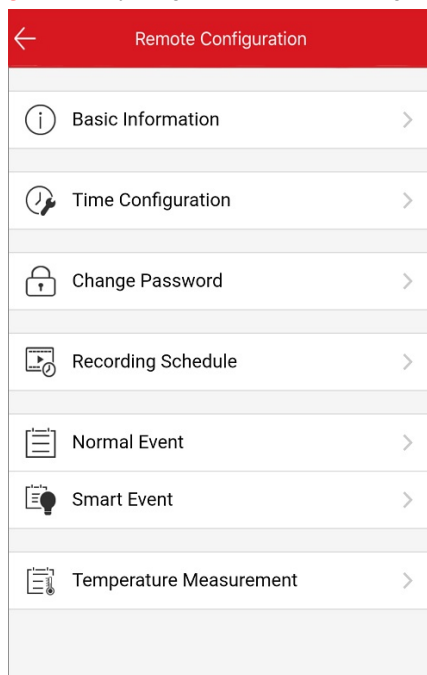 Remote Configuration
Basic Information
Time Configuration
Change Password
Recording Schedule
Normal Event
Smart Event
Temperature Measurement